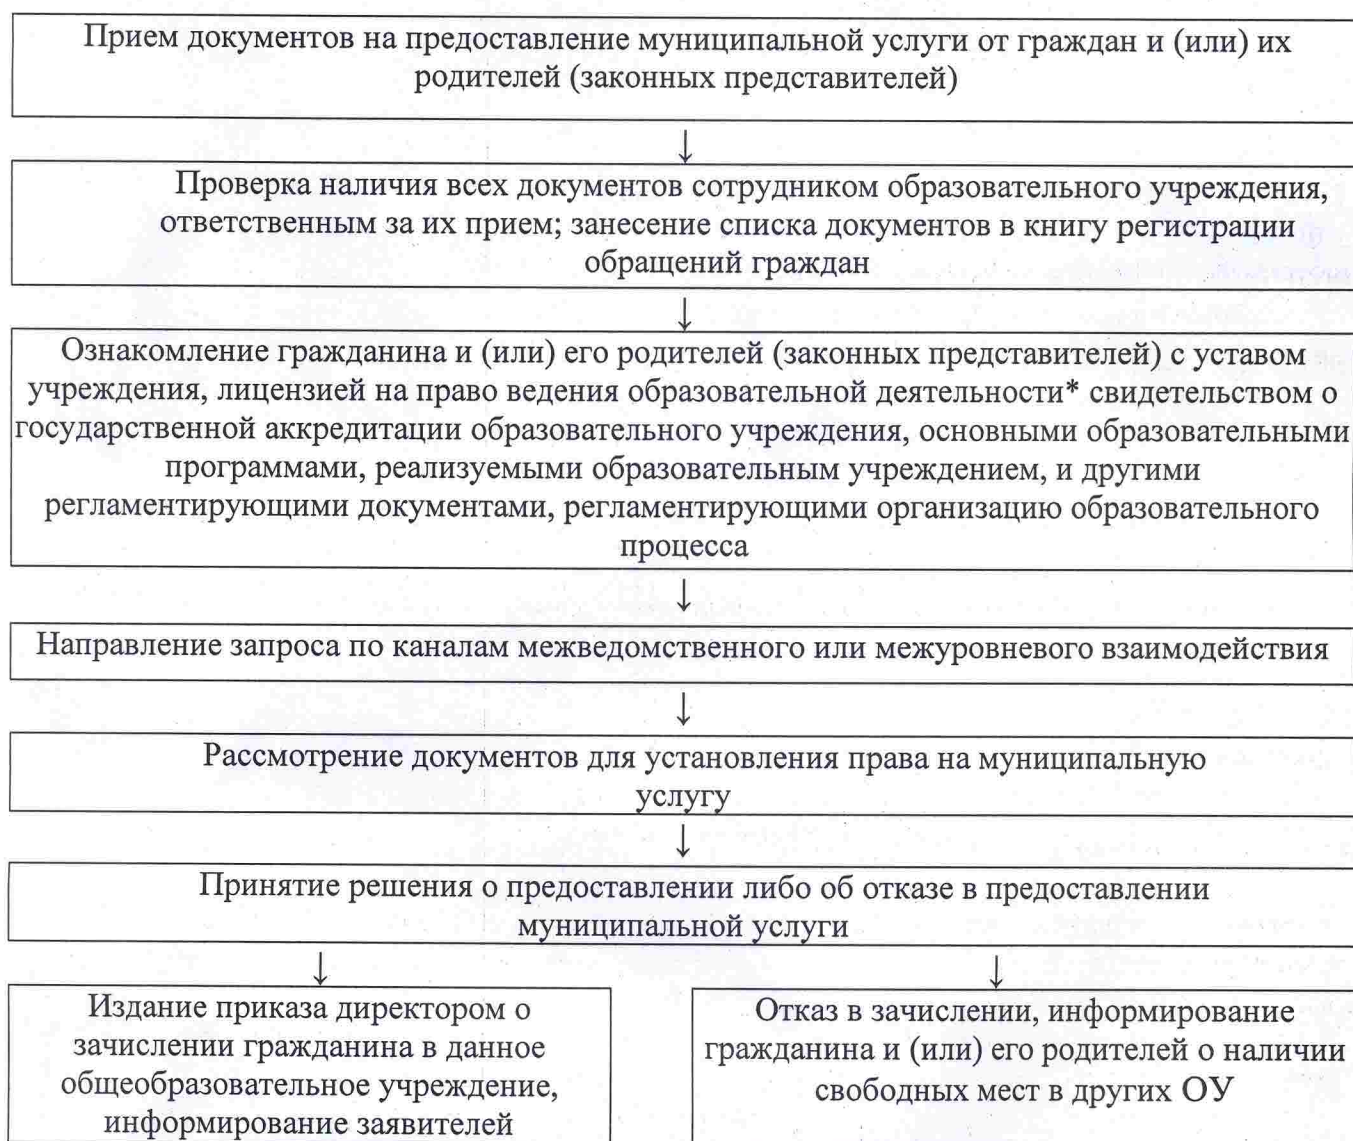 Прием документов на предоставление муниципальной услуги от граждан и (или) их
родителей (законных представителей)
↓
Проверка наличия всех документов сотрудником образовательного учреждения,
ответственным за их прием; занесение списка документов в книгу регистрации
обращений граждан
↓
Ознакомление гражданина и (или) его родителей (законных представителей) с уставом
учреждения, лицензией на право ведения образовательной деятельности* свидетельством о
государственной аккредитации образовательного учреждения, основными образовательными
программами, реализуемыми образовательным учреждением, и другими
регламентирующими документами, регламентирующими организацию образовательного
процесса
↓
Направление запроса по каналам межведомственного или межуровневого взаимодействия
↓
Рассмотрение документов для установления права на муниципальную
услугу
↓
Принятие решения о предоставлении либо об отказе в предоставлении
муниципальной услуги
↓
Издание приказа директором о
зачислении гражданина в данное
общеобразовательное учреждение,
информирование заявителей
↓
Отказ в зачислении, информирование
гражданина и (или) его родителей о наличии
свободных мест в других ОУ